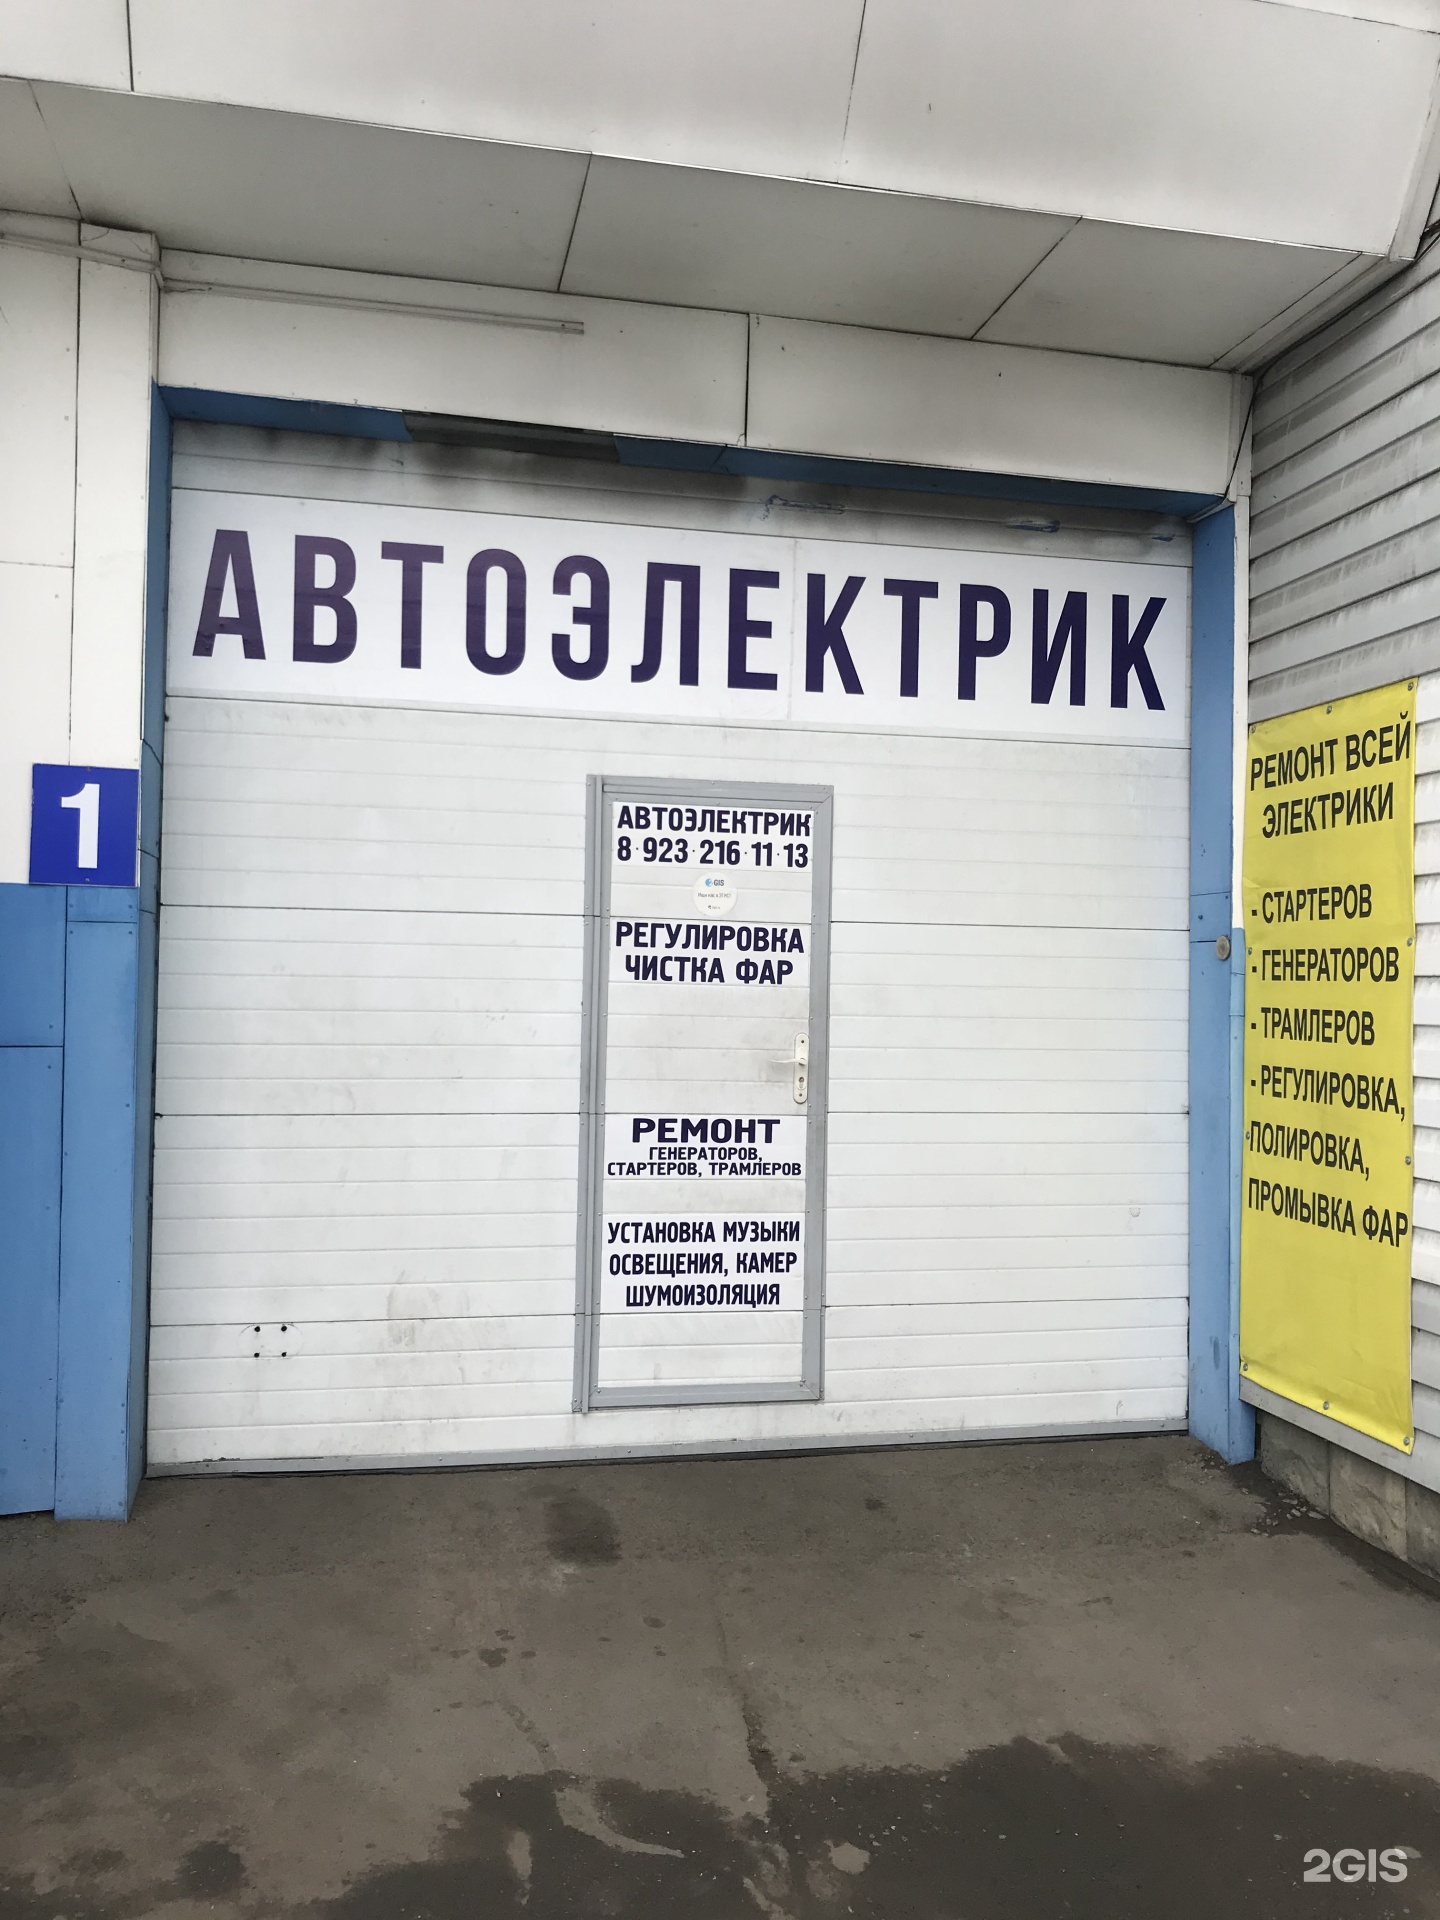 АВТОЭЛЕКТРИК
1
АВТОЭЛЕКТРИК
8·923·216·11·13
GIS
РЕГУЛИРОВКА
ЧИСТКА ФАР
РЕМОНТ
ГЕНЕРАТОРОВ,
СТАРТЕРОВ, ТРАМЛЕРОВ
УСТАНОВКА МУЗЫКИ
ОСВЕЩЕНИЯ, КАМЕР
ШУМОИЗОЛЯЦИЯ
РЕМОНТ ВСЕЙ
ЭЛЕКТРИКИ
- СТАРТЕРОВ
- ГЕНЕРАТОРОВ
- ТРАМЛЕРОВ
- РЕГУЛИРОВКА,
ПОЛИРОВКА,
ПРОМЫВКА ФАР
2GIS